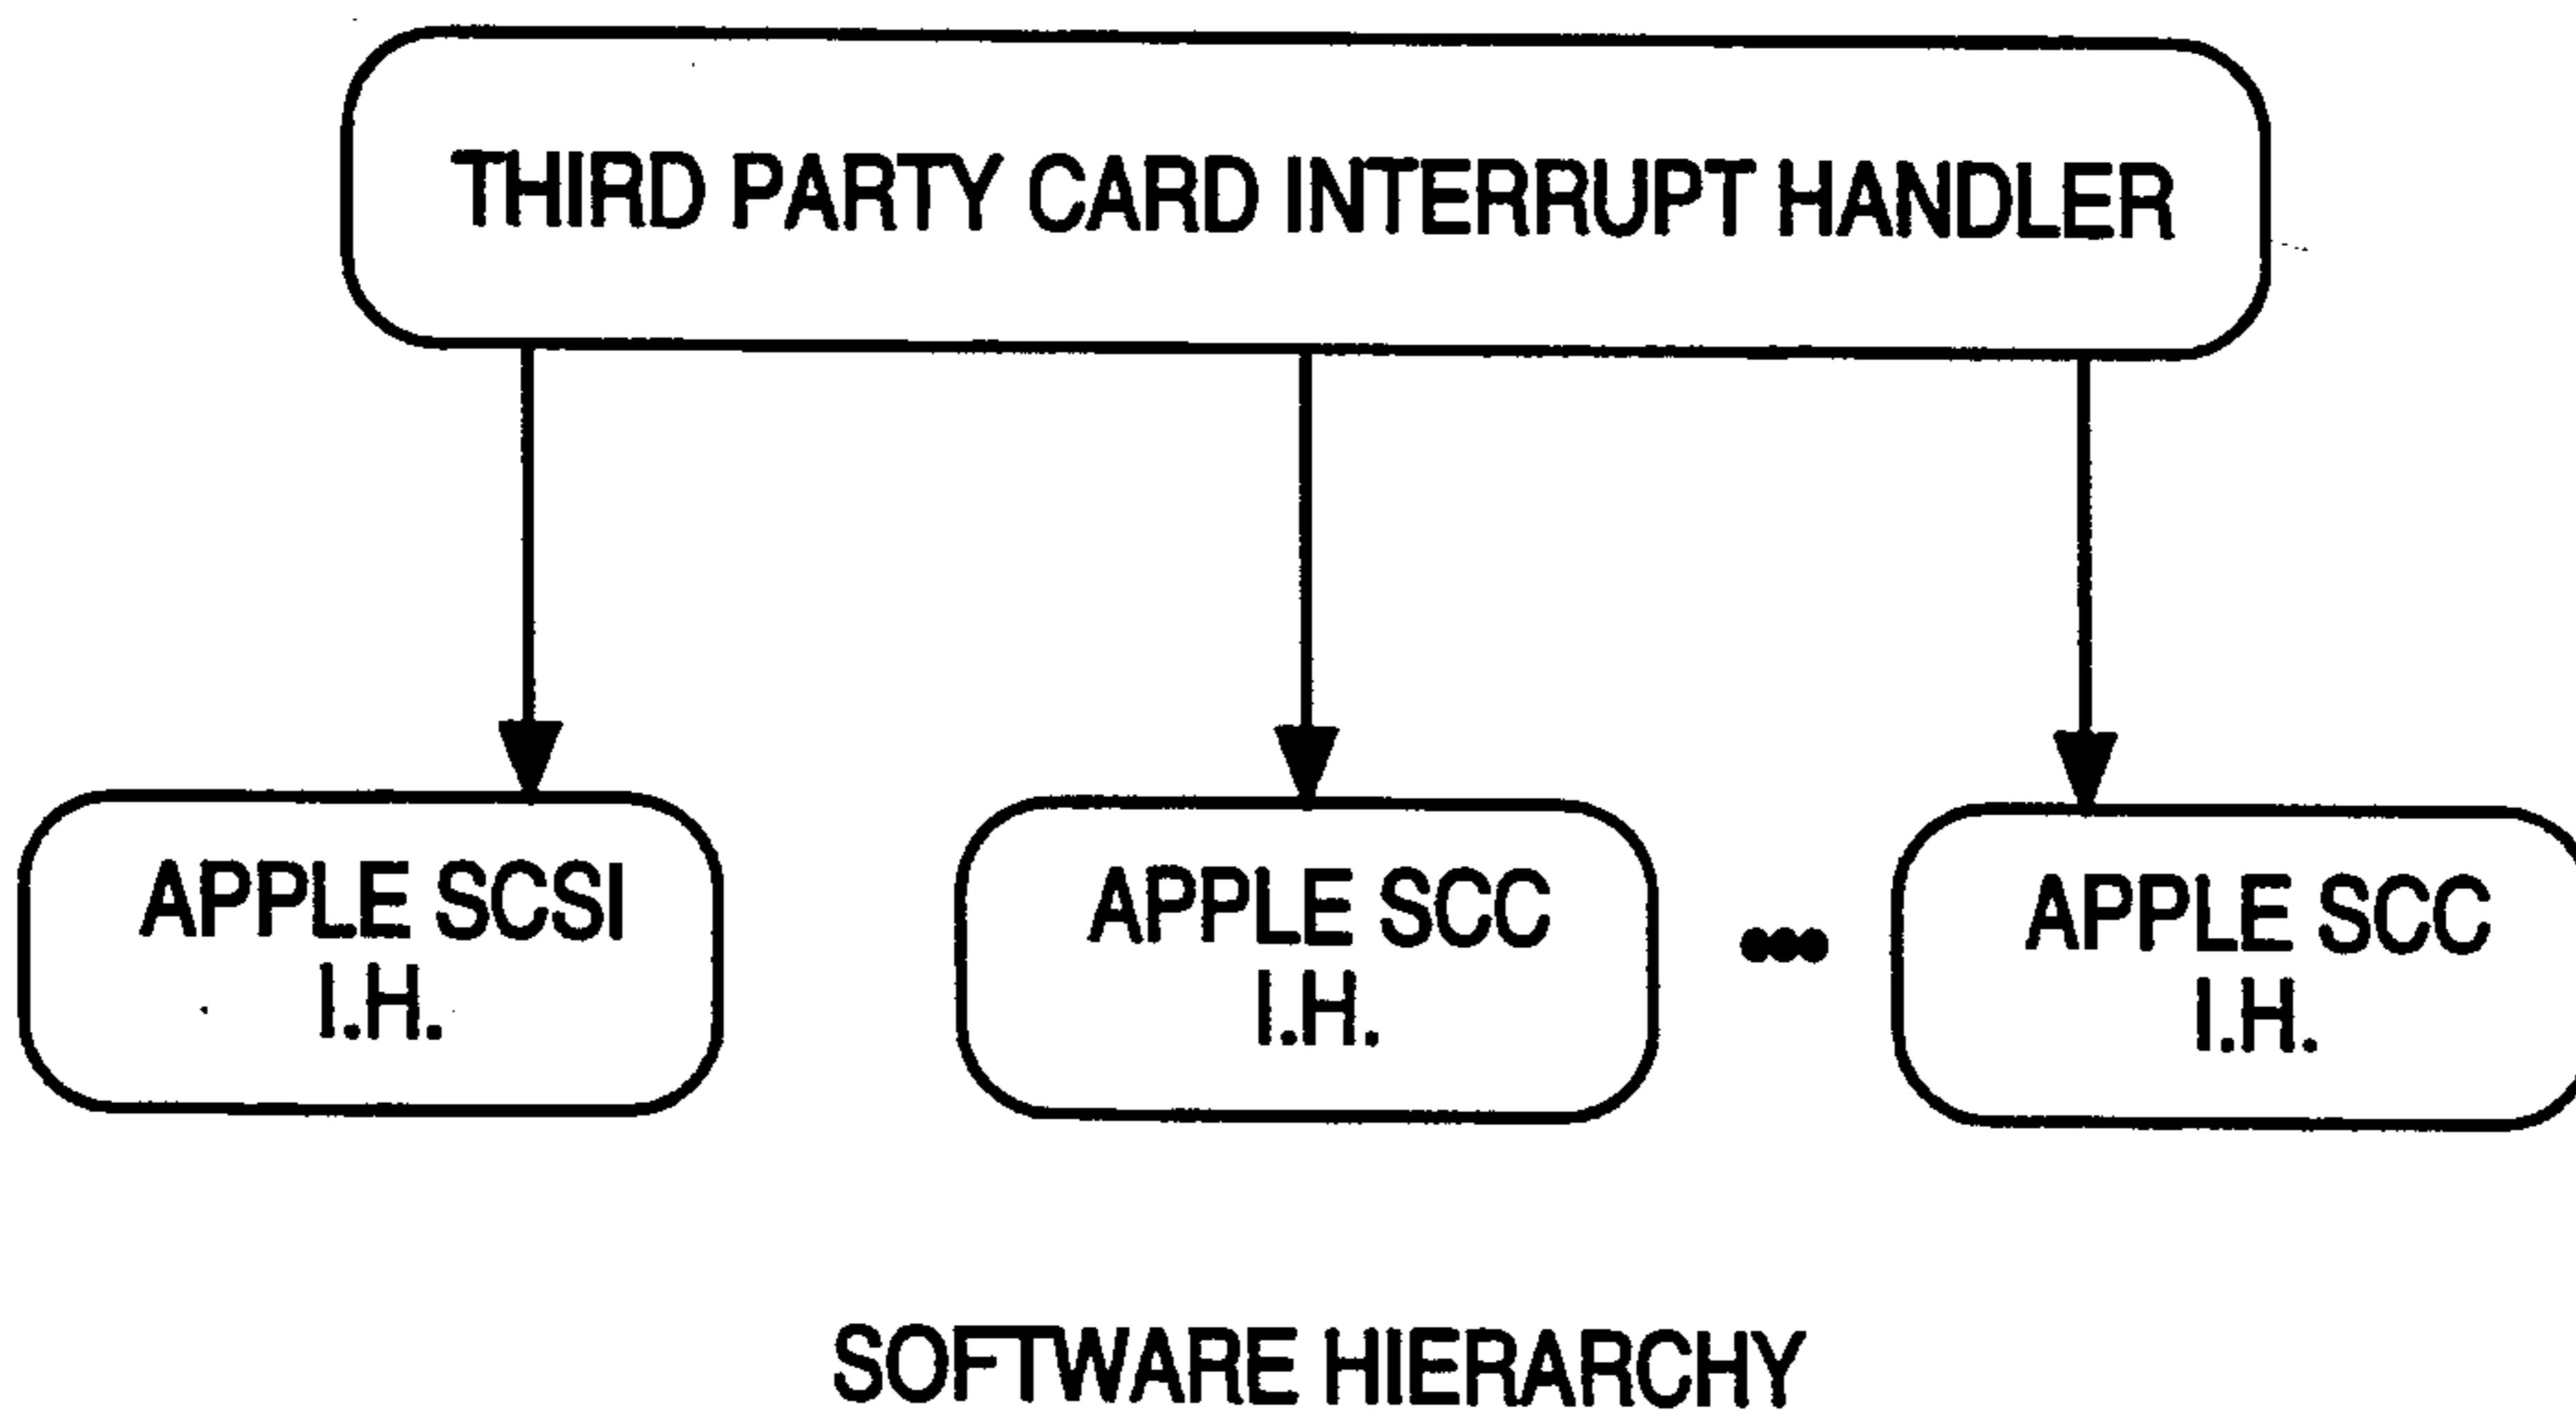 THIRD PARTY CARD INTERRUPT HANDLER
APPLE SCSI
I.H.
APPLE SCC
I.H.
•••
APPLE SCC
I.H.
SOFTWARE HIERARCHY